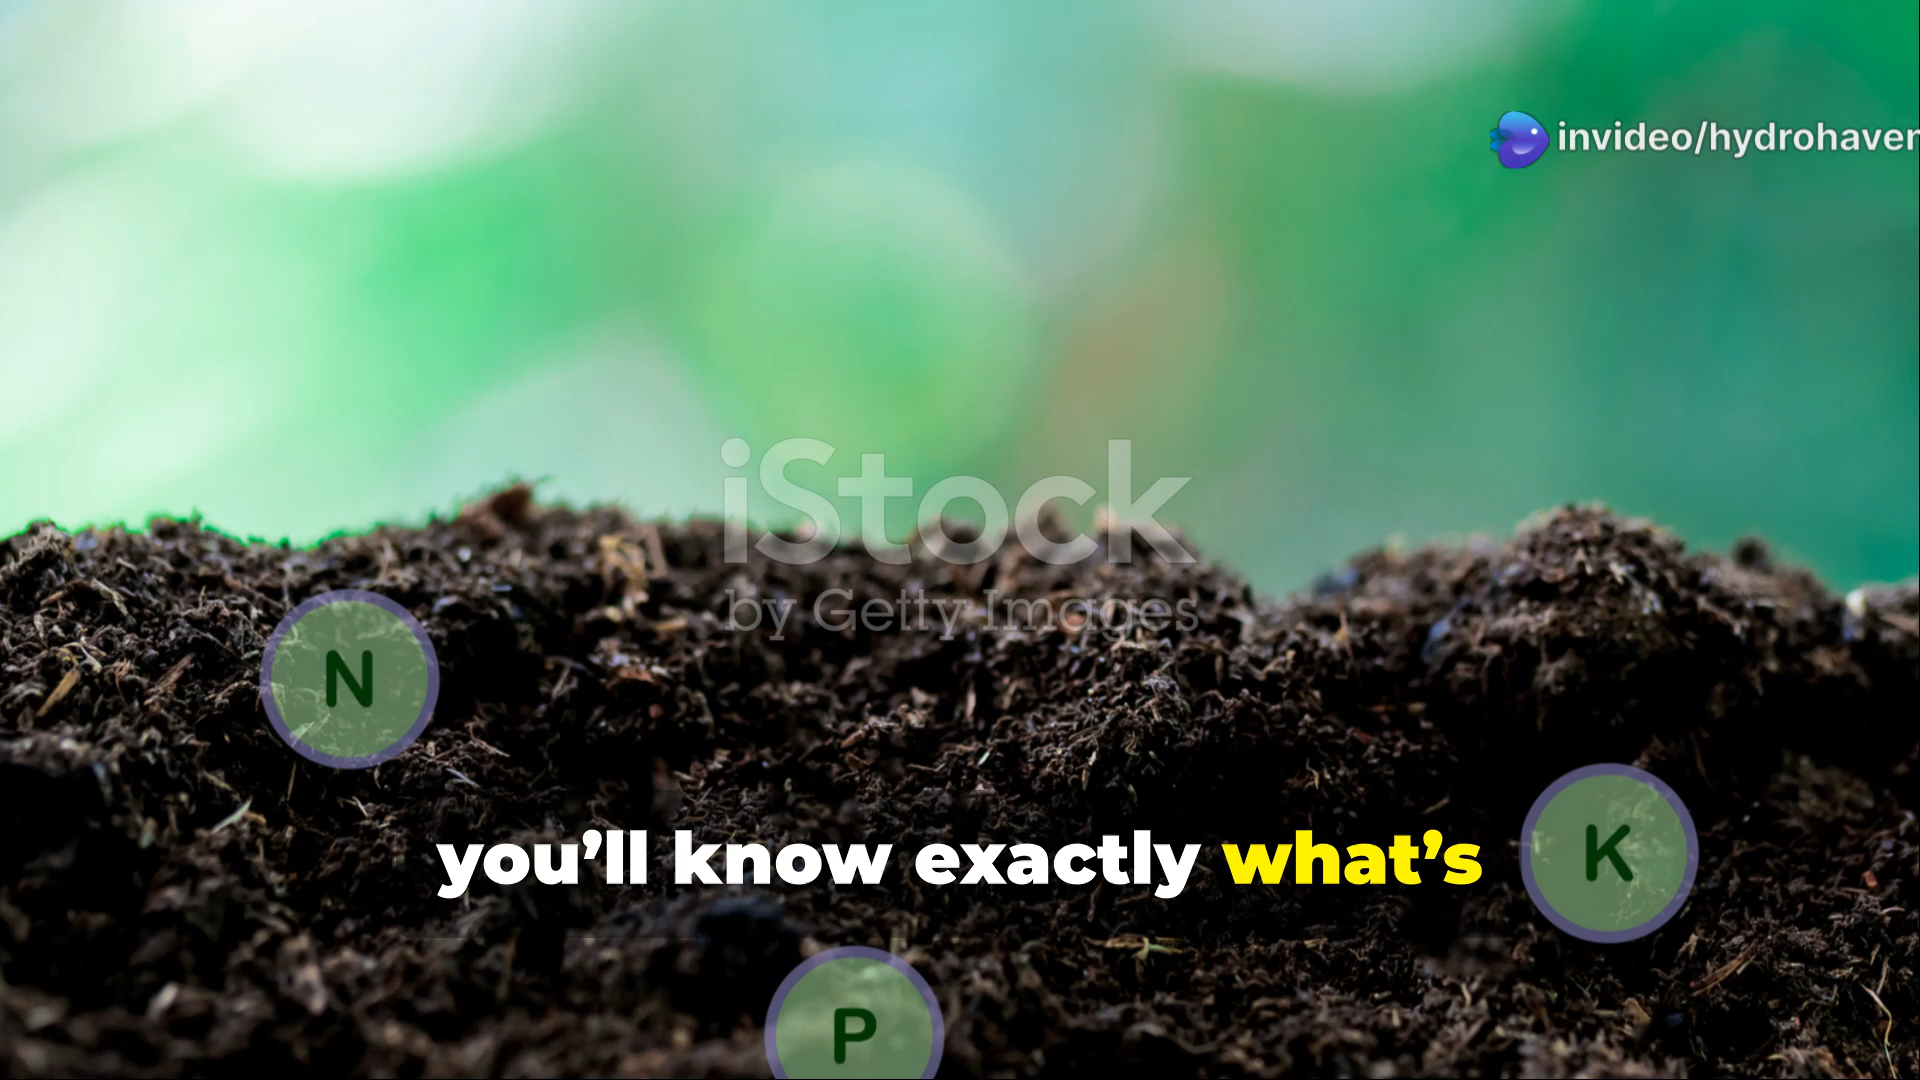 invideo/hydrohaven
iStock
by Getty Images
N
you'll know exactly what's
K
P